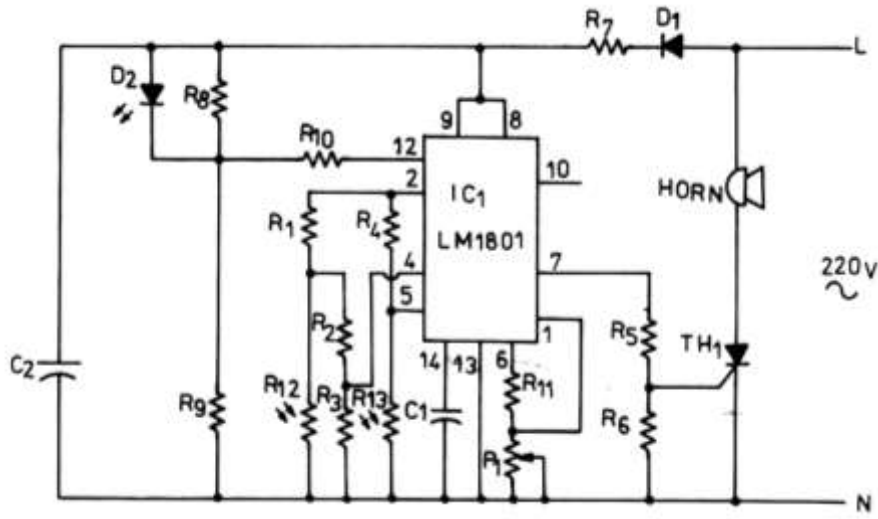 R7 D1
L
D2
R8
9 8
R10
12
10
2
IC1
HORN
R1 R4
LM1801
4
7
220V
5
1
R2
R5
TH1
14 13 6
C2
R12 R3 R13 C1
R11
R9
R6
P1
N